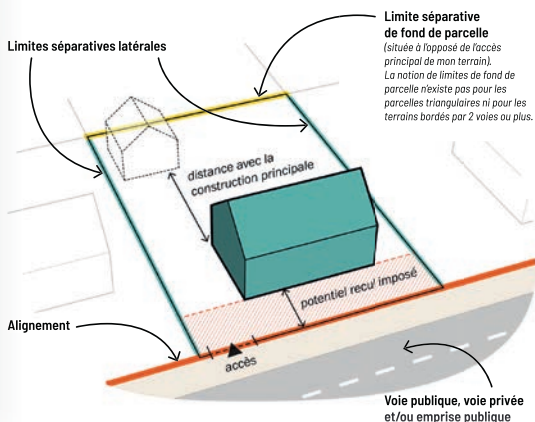 Limite séparative
de fond de parcelle
(située à l'opposé de l'accès
principal de mon terrain).
La notion de limites de fond de
parcelle n'existe pas pour les
parcelles triangulaires ni pour les
terrains bordés par 2 voies ou plus.
Limites séparatives latérales
distance avec la
construction principale
potentiel recul imposé
Alignement
accès
Voie publique, voie privée
et/ou emprise publique